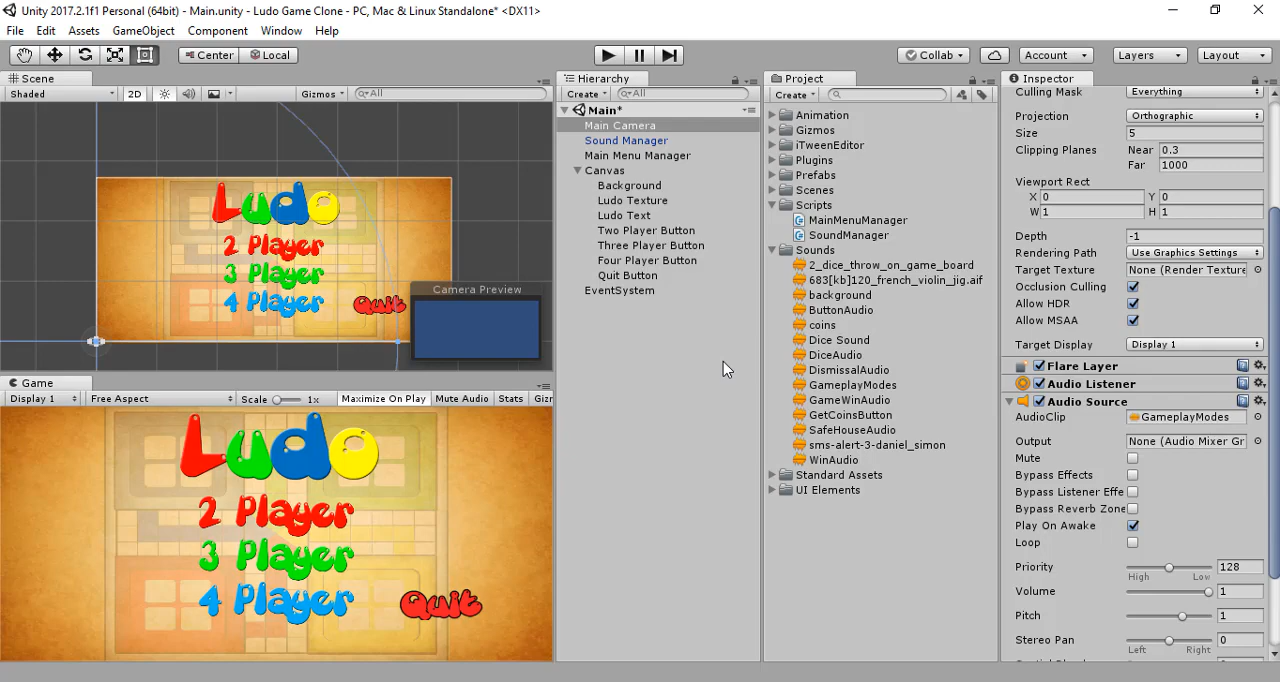 Unity 2017.2.1f1 Personal (64bit) - Main.unity - Ludo Game Clone - PC, Mac & Linux Standalone* <DX11>
File Edit Assets GameObject Component Window Help
Center Local Collab Account Layers Layout
Scene
Shaded 2D Gizmos All
Ludo
2 Player
3 Player
4 Player
Quit
Camera Preview
Game
Display 1 Free Aspect Scale 1x Maximize On Play Mute Audio Stats Giz
Ludo
2 Player
3 Player
4 Player
Quit
Hierarchy
Create All
Main*
Main Camera
Sound Manager
Main Menu Manager
Canvas
Background
Ludo Texture
Ludo Text
Two Player Button
Three Player Button
Four Player Button
Quit Button
EventSystem
Project
Create
Animation
Gizmos
iTweenEditor
Plugins
Prefabs
Scenes
Scripts
MainMenuManager
SoundManager
Sounds
2_dice_throw_on_game_board
683[kb]120_french_violin_jig.aif
background
ButtonAudio
coins
Dice Sound
DiceAudio
DismissalAudio
GameplayModes
GameWinAudio
GetCoinsButton
SafeHouseAudio
sms-alert-3-daniel_simon
WinAudio
Standard Assets
UI Elements
Inspector
Culling Mask Everything
Projection Orthographic
Size 5
Clipping Planes Near 0.3
Far 1000
Viewport Rect
X 0 Y 0
W 1 H 1
Depth -1
Rendering Path Use Graphics Settings
Target Texture None (Render Texture
Occlusion Culling
Allow HDR
Allow MSAA
Target Display Display 1
Flare Layer
Audio Listener
Audio Source
AudioClip GameplayModes
Output None (Audio Mixer Gr
Mute
Bypass Effects
Bypass Listener Effe
Bypass Reverb Zone
Play On Awake
Loop
Priority 128
High Low
Volume 1
Pitch 1
Stereo Pan 0
Left Right